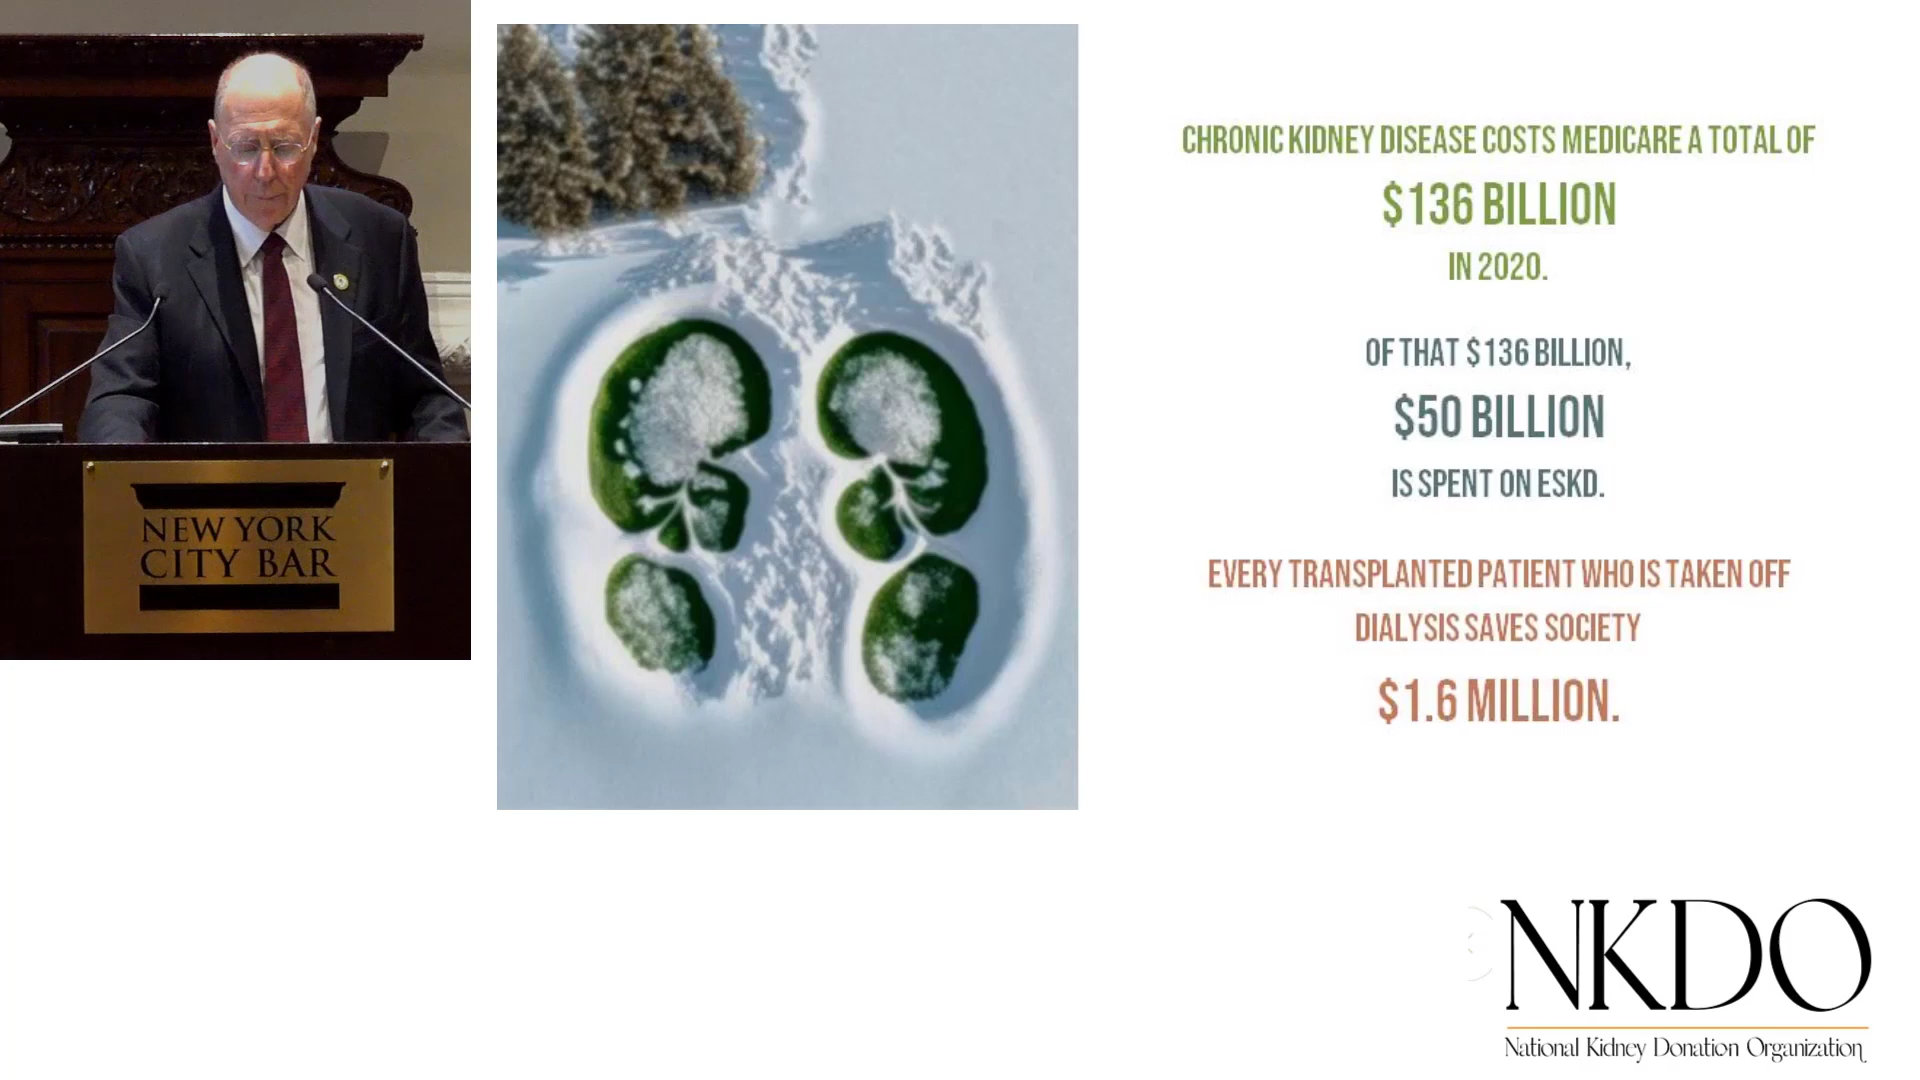 NEW YORK
CITY BAR
CHRONIC KIDNEY DISEASE COSTS MEDICARE A TOTAL OF
$136 BILLION
IN 2020.
OF THAT $136 BILLION,
$50 BILLION
IS SPENT ON ESKD.
EVERY TRANSPLANTED PATIENT WHO IS TAKEN OFF
DIALYSIS SAVES SOCIETY
$1.6 MILLION.
NKDO
National Kidney Donation Organization